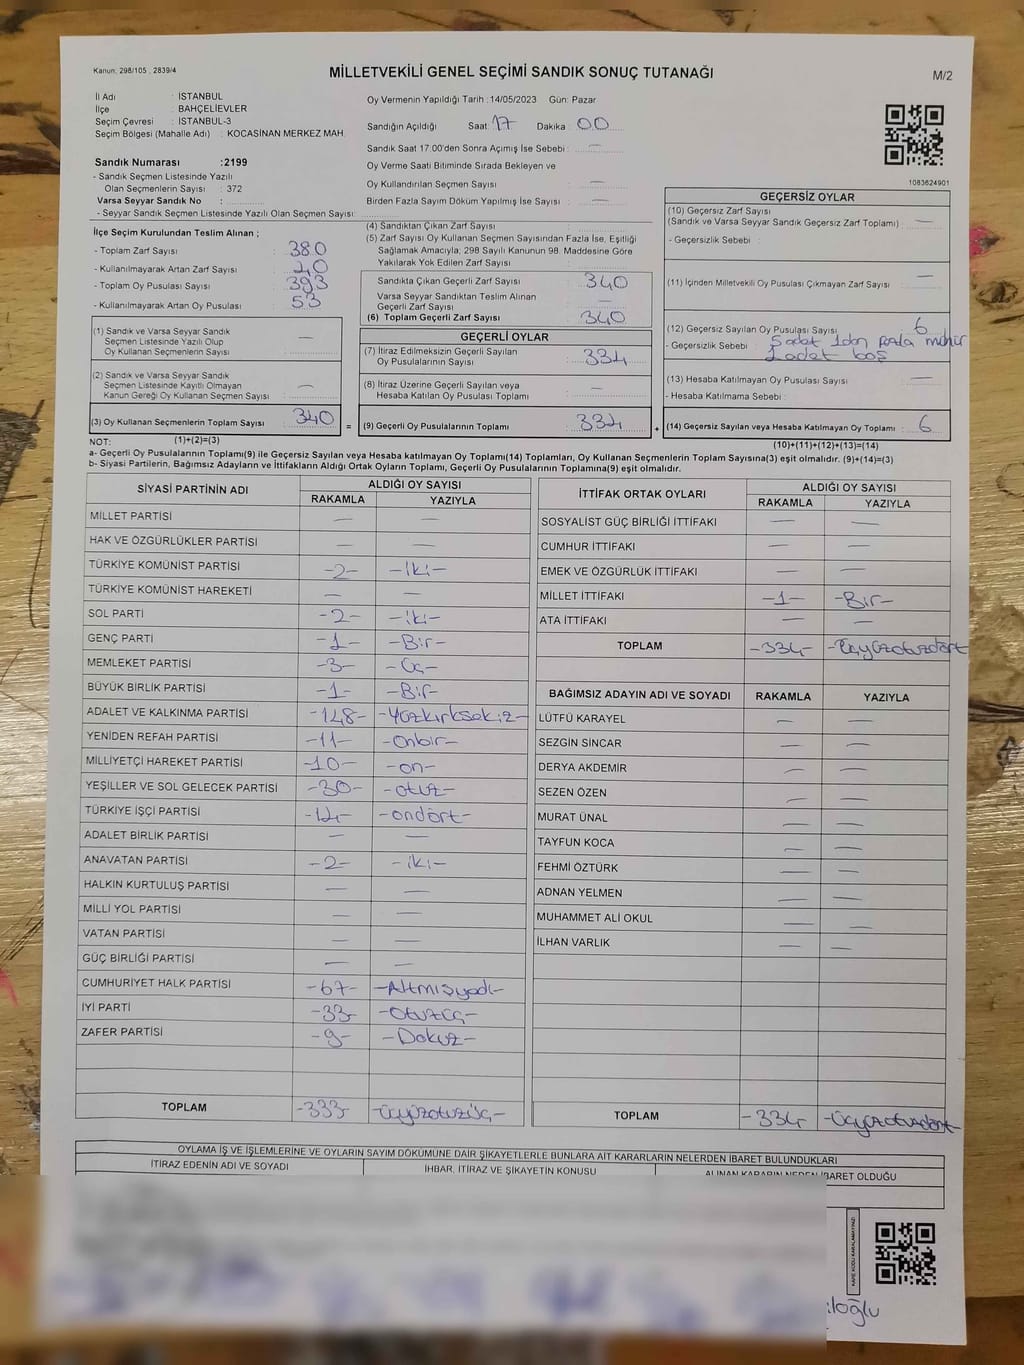 Kanun: 298/105 , 2839/4
MİLLETVEKİLİ GENEL SEÇİMİ SANDIK SONUÇ TUTANAĞI
M/2
İl Adı : İSTANBUL
İlçe : BAHÇELİEVLER
Seçim Çevresi : İSTANBUL-3
Seçim Bölgesi (Mahalle Adı) : KOCASİNAN MERKEZ MAH.
Sandık Numarası :2199
- Sandık Seçmen Listesinde Yazılı
Olan Seçmenlerin Sayısı : 372
Varsa Seyyar Sandık No :
- Seyyar Sandık Seçmen Listesinde Yazılı Olan Seçmen Sayısı:
İlçe Seçim Kurulundan Teslim Alınan ;
- Toplam Zarf Sayısı : 380
- Kullanılmayarak Artan Zarf Sayısı : 40
- Toplam Oy Pusulası Sayısı : 393
- Kullanılmayarak Artan Oy Pusulası : 53
(1) Sandık ve Varsa Seyyar Sandık
Seçmen Listesinde Yazılı Olup
Oy Kullanan Seçmenlerin Sayısı : —
(2) Sandık ve Varsa Seyyar Sandık
Seçmen Listesinde Kayıtlı Olmayan
Kanun Gereği Oy Kullanan Seçmen Sayısı : —
(3) Oy Kullanan Seçmenlerin Toplam Sayısı : 340 =
Oy Vermenin Yapıldığı Tarih :14/05/2023 Gün: Pazar
Sandığın Açıldığı Saat: 17 Dakika : 00
Sandık Saat 17:00'den Sonra Açımış İse Sebebi : —
Oy Verme Saati Bitiminde Sırada Bekleyen ve
Oy Kullandırılan Seçmen Sayısı : —
Birden Fazla Sayım Döküm Yapılmış İse Sayısı : —
(4) Sandıktan Çıkan Zarf Sayısı :
(5) Zarf Sayısı Oy Kullanan Seçmen Sayısından Fazla İse, Eşitliği
Sağlamak Amacıyla; 298 Sayılı Kanunun 98. Maddesine Göre
Yakılarak Yok Edilen Zarf Sayısı :
Sandıkta Çıkan Geçerli Zarf Sayısı : 340
Varsa Seyyar Sandıktan Teslim Alınan
Geçerli Zarf Sayısı : —
(6) Toplam Geçerli Zarf Sayısı : 340
GEÇERLİ OYLAR
(7) İtiraz Edilmeksizin Geçerli Sayılan
Oy Pusulalarının Sayısı : 334
(8) İtiraz Üzerine Geçerli Sayılan veya
Hesaba Katılan Oy Pusulası Toplamı : —
(9) Geçerli Oy Pusulalarının Toplamı : 334 +
1083624901
GEÇERSİZ OYLAR
(10) Geçersiz Zarf Sayısı
(Sandık ve Varsa Seyyar Sandık Geçersiz Zarf Toplamı) : —
- Geçersizlik Sebebi :
(11) İçinden Milletvekili Oy Pusulası Çıkmayan Zarf Sayısı : —
(12) Geçersiz Sayılan Oy Pusulası Sayısı : 6
- Geçersizlik Sebebi : 5 adet 1den fazla mühür
1 adet boş
(13) Hesaba Katılmayan Oy Pusulası Sayısı : —
- Hesaba Katılmama Sebebi :
(14) Geçersiz Sayılan veya Hesaba Katılmayan Oy Toplamı : 6
NOT: (1)+(2)=(3)
(10)+(11)+(12)+(13)=(14)
a- Geçerli Oy Pusulalarının Toplamı(9) ile Geçersiz Sayılan veya Hesaba katılmayan Oy Toplamı(14) Toplamları, Oy Kullanan Seçmenlerin Toplam Sayısına(3) eşit olmalıdır. (9)+(14)=(3)
b- Siyasi Partilerin, Bağımsız Adayların ve İttifakların Aldığı Ortak Oyların Toplamı, Geçerli Oy Pusulalarının Toplamına(9) eşit olmalıdır.
SİYASİ PARTİNİN ADI ALDIĞI OY SAYISI
RAKAMLA YAZIYLA
MİLLET PARTİSİ — —
HAK VE ÖZGÜRLÜKLER PARTİSİ — —
TÜRKİYE KOMÜNİST PARTİSİ -2- -iki-
TÜRKİYE KOMÜNİST HAREKETİ — —
SOL PARTİ -2- -iki-
GENÇ PARTİ -1- -Bir-
MEMLEKET PARTİSİ -3- -Üç-
BÜYÜK BİRLİK PARTİSİ -1- -Bir-
ADALET VE KALKINMA PARTİSİ -148- -Yüzkırksekiz-
YENİDEN REFAH PARTİSİ -11- -Onbir-
MİLLİYETÇİ HAREKET PARTİSİ -10- -on-
YEŞİLLER VE SOL GELECEK PARTİSİ -30- -otuz-
TÜRKİYE İŞÇİ PARTİSİ -14- -ondört-
ADALET BİRLİK PARTİSİ — —
ANAVATAN PARTİSİ -2- -iki-
HALKIN KURTULUŞ PARTİSİ — —
MİLLİ YOL PARTİSİ — —
VATAN PARTİSİ — —
GÜÇ BİRLİĞİ PARTİSİ — —
CUMHURİYET HALK PARTİSİ -67- -Altmışyedi-
İYİ PARTİ -33- -Otuzüç-
ZAFER PARTİSİ -9- -Dokuz-
TOPLAM -333- -üçyüzotuzüç-
İTTİFAK ORTAK OYLARI ALDIĞI OY SAYISI
RAKAMLA YAZIYLA
SOSYALİST GÜÇ BİRLİĞİ İTTİFAKI — —
CUMHUR İTTİFAKI — —
EMEK VE ÖZGÜRLÜK İTTİFAKI — —
MİLLET İTTİFAKI -1- -Bir-
ATA İTTİFAKI — —
TOPLAM -334- -Üçyüzotuzdört
BAĞIMSIZ ADAYIN ADI VE SOYADI RAKAMLA YAZIYLA
LÜTFÜ KARAYEL — —
SEZGİN SİNCAR — —
DERYA AKDEMİR — —
SEZEN ÖZEN — —
MURAT ÜNAL — —
TAYFUN KOCA — —
FEHMİ ÖZTÜRK — —
ADNAN YELMEN — —
MUHAMMET ALİ OKUL — —
İLHAN VARLIK — —
TOPLAM -334- -Üçyüzotuzdört-
OYLAMA İŞ VE İŞLEMLERİNE VE OYLARIN SAYIM DÖKÜMÜNE DAİR ŞİKAYETLERLE BUNLARA AİT KARARLARIN NELERDEN İBARET BULUNDUKLARI
İTİRAZ EDENİN ADI VE SOYADI İHBAR, İTİRAZ VE ŞİKAYETİN KONUSU ALINAN KARARIN NEDEN İBARET OLDUĞU